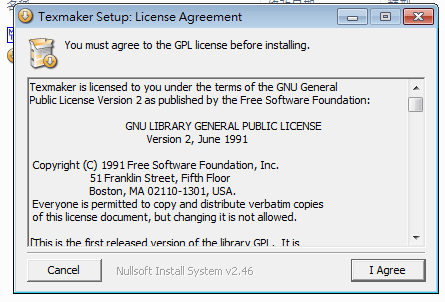 Texmaker Setup: License Agreement
You must agree to the GPL license before installing.
Texmaker is licensed to you under the terms of the GNU General
Public License Version 2 as published by the Free Software Foundation:
GNU LIBRARY GENERAL PUBLIC LICENSE
Version 2, June 1991
Copyright (C) 1991 Free Software Foundation, Inc.
51 Franklin Street, Fifth Floor
Boston, MA 02110-1301, USA.
Everyone is permitted to copy and distribute verbatim copies
of this license document, but changing it is not allowed.
[This is the first released version of the library GPL. It is
Cancel Nullsoft Install System v2.46 I Agree